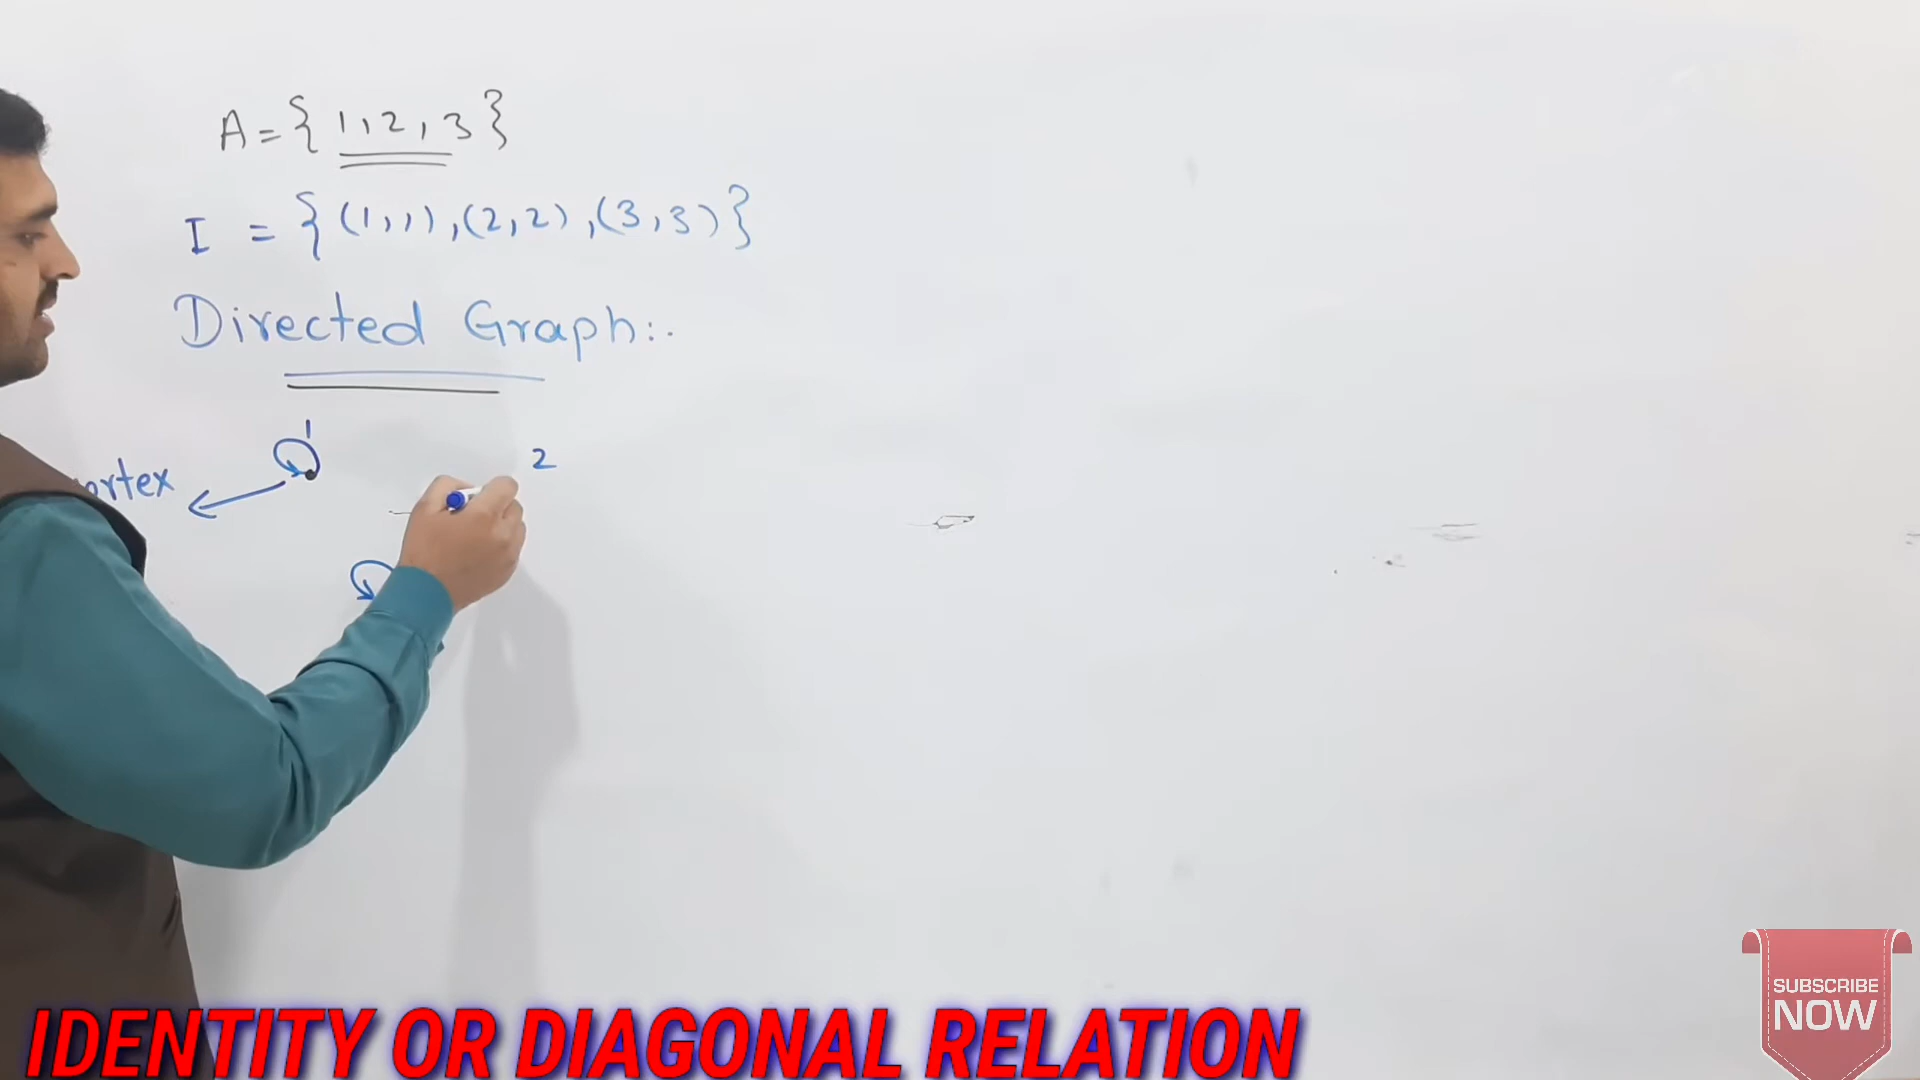 A = { 1, 2, 3 }
I = { (1, 1), (2, 2), (3, 3) }
Directed Graph:.
1
2
SUBSCRIBE
NOW
IDENTITY OR DIAGONAL RELATION